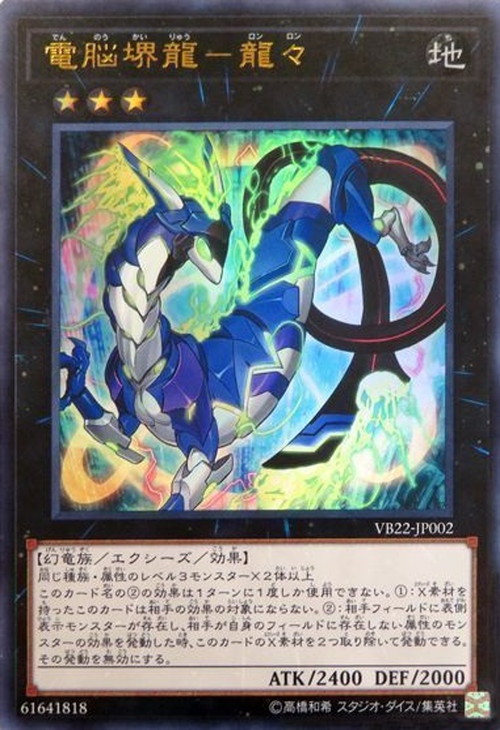 電脳堺龍－龍々
地
VB22-JP002
【幻竜族／エクシーズ／効果】
同じ種族・属性のレベル３モンスター×２体以上
このカード名の②の効果は１ターンに１度しか使用できない。①：X素材を
持ったこのカードは相手の効果の対象にならない。②：相手フィールドに表側
表示モンスターが存在し、相手が自身のフィールドに存在しない属性のモン
スターの効果を発動した時、このカードのX素材を２つ取り除いて発動できる。
その発動を無効にする。
ATK/2400 DEF/2000
61641818
©高橋和希 スタジオ・ダイス/集英社